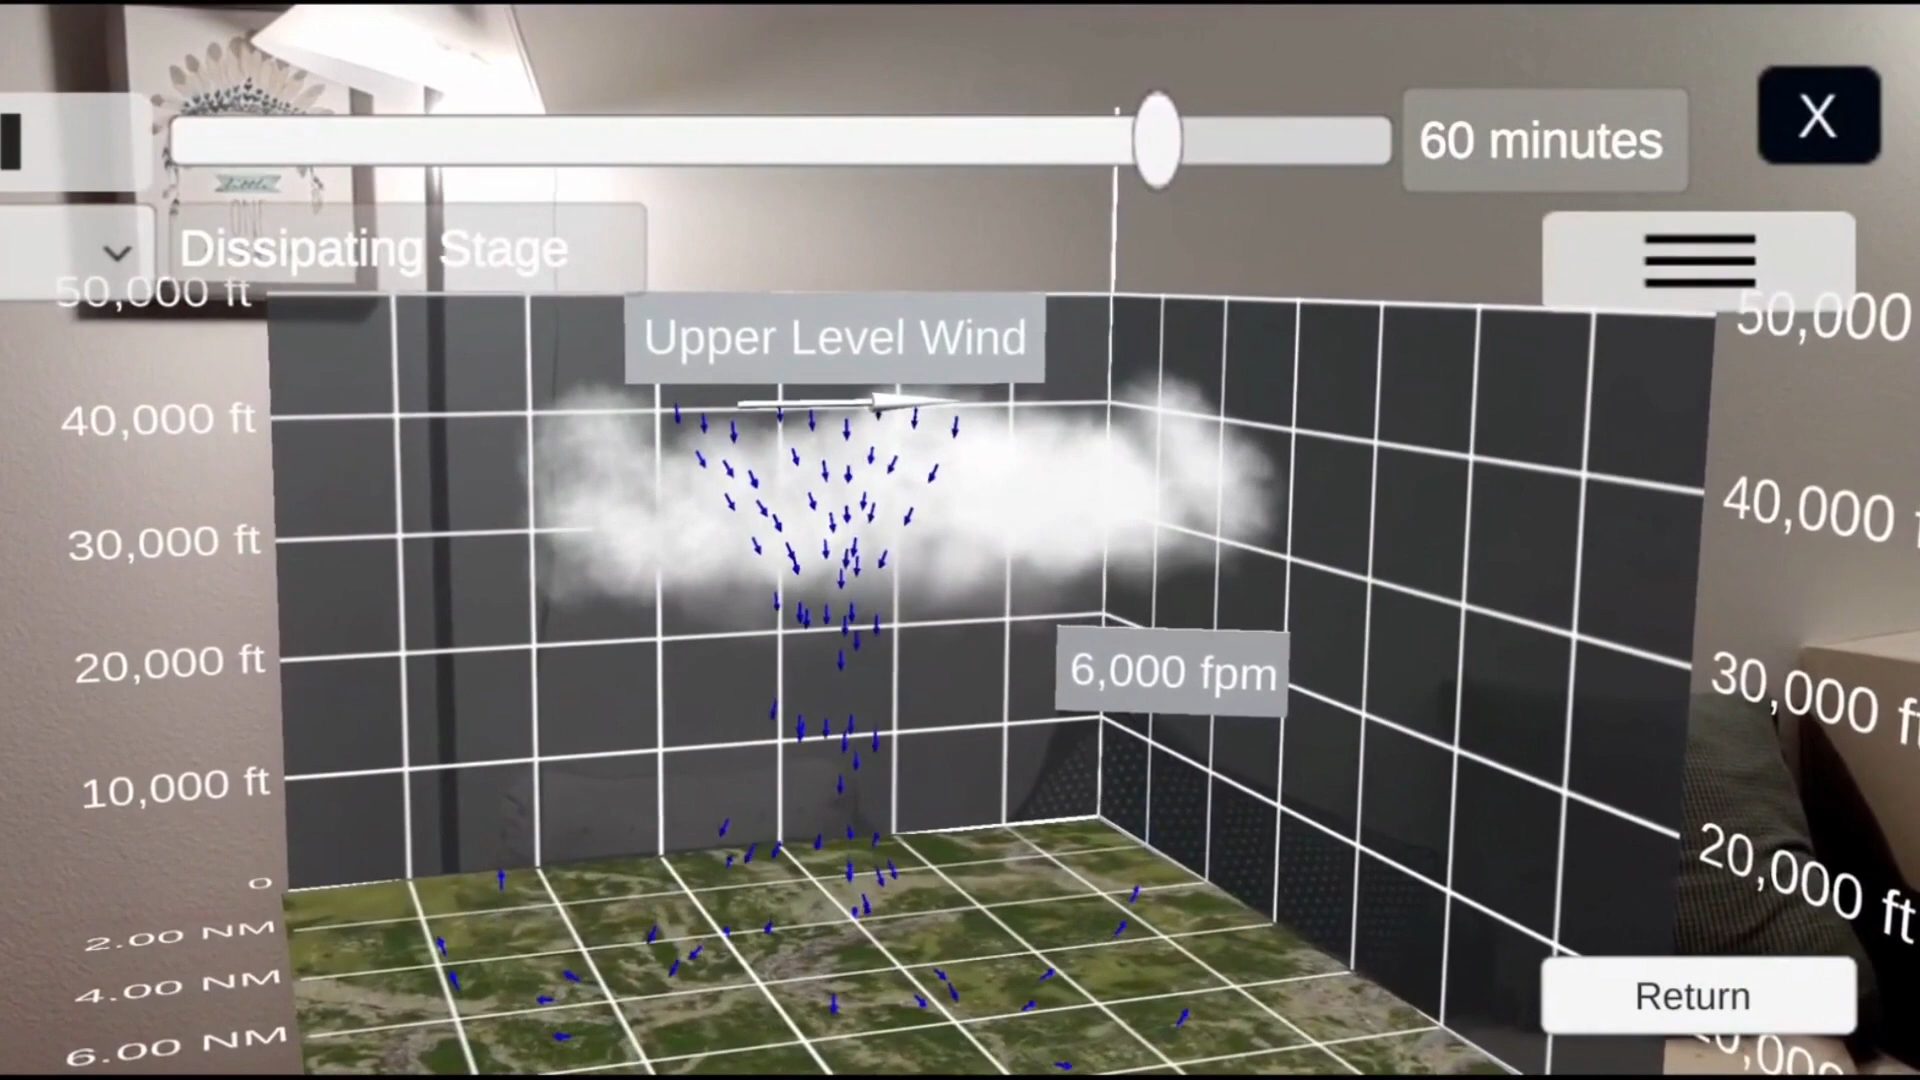 little
ONE
60 minutes
X
Dissipating Stage
50,000 ft
Upper Level Wind
50,000
40,000 ft
40,000
30,000 ft
20,000 ft
6,000 fpm
30,000 ft
10,000 ft
20,000 ft
0
2.00 NM
4.00 NM
6.00 NM
Return